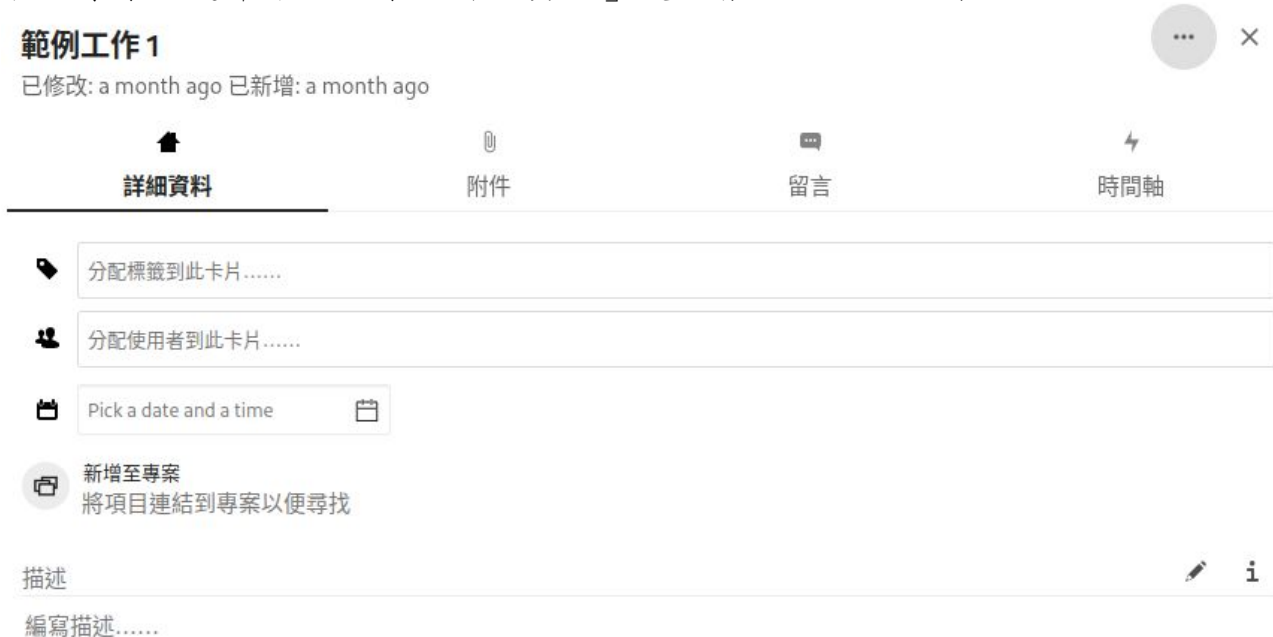 範例工作 1
已修改: a month ago 已新增: a month ago
詳細資料 附件 留言 時間軸
分配標籤到此卡片......
分配使用者到此卡片......
Pick a date and a time
新增至專案
將項目連結到專案以便尋找
描述
編寫描述......